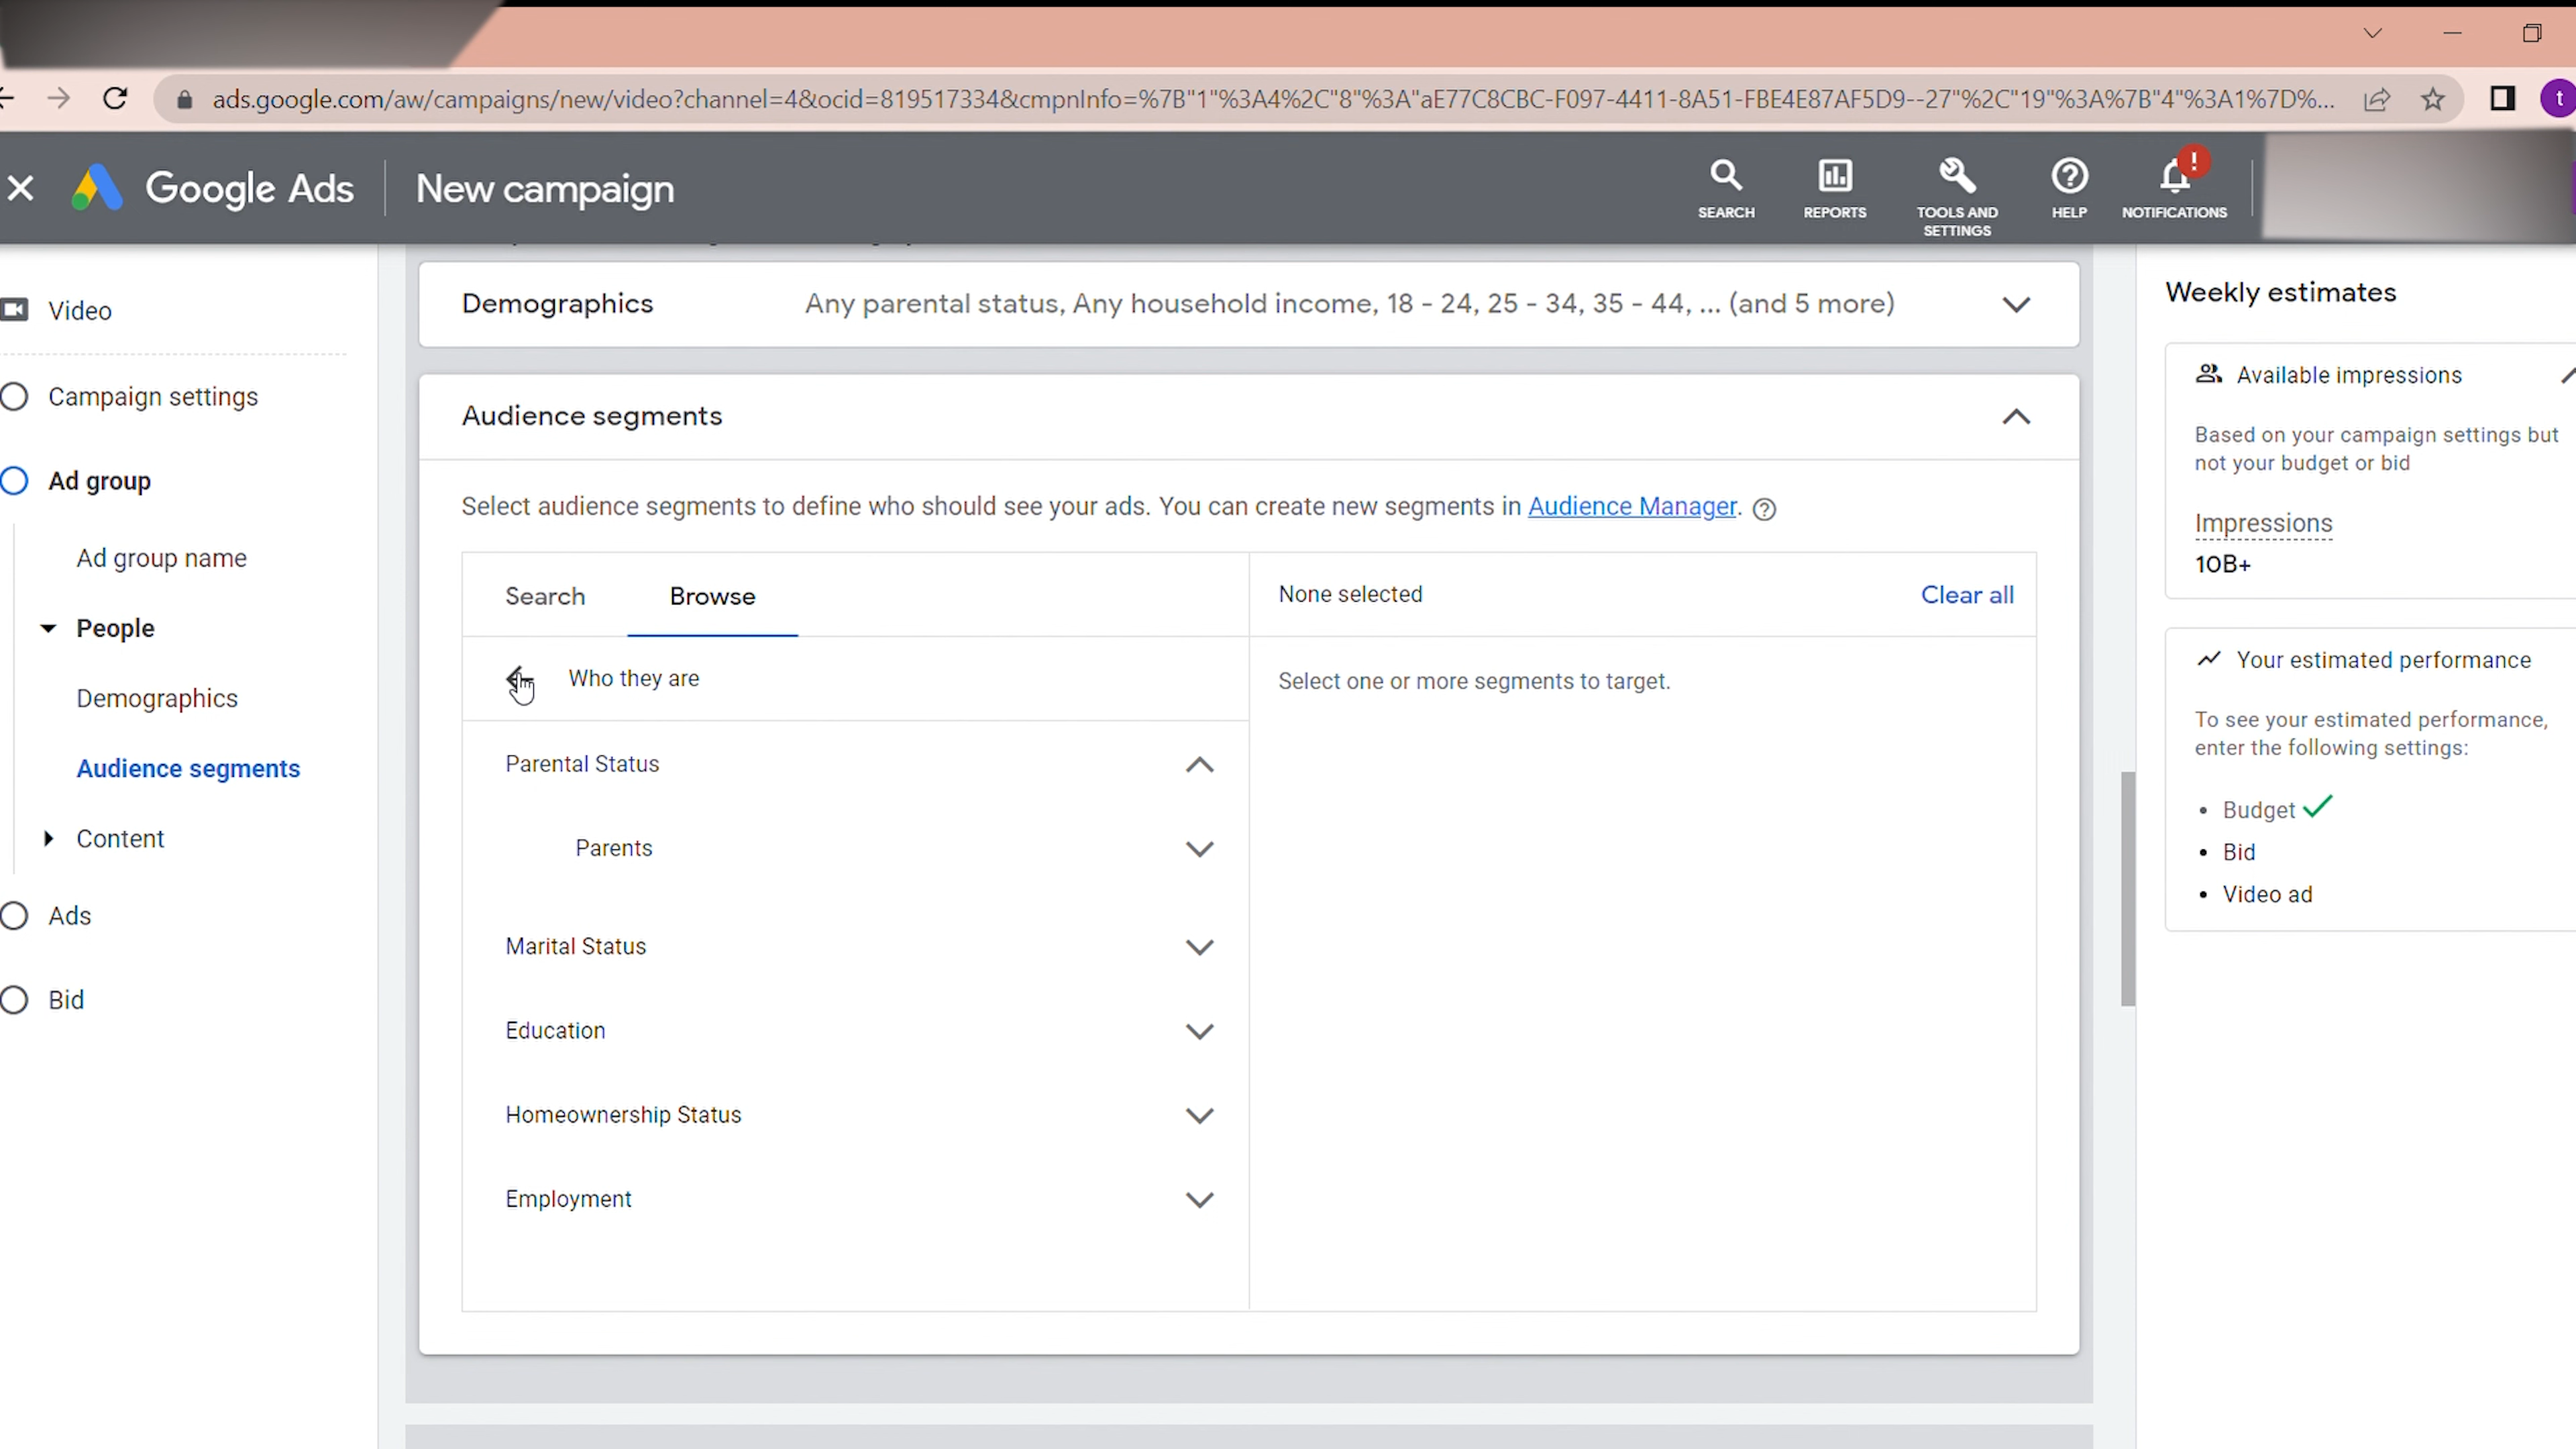 ads.google.com/aw/campaigns/new/video?channel=4&ocid=819517334&cmpnInfo=%7B"1"%3A4%2C"8"%3A"aE77C8CBC-F097-4411-8A51-FBE4E87AF5D9--27"%2C"19"%3A%7B"4"%3A1%7D%...
t
Google Ads
New campaign
SEARCH
REPORTS
TOOLS AND
SETTINGS
HELP
!
NOTIFICATIONS
Video
Campaign settings
Ad group
Ad group name
People
Demographics
Audience segments
Content
Ads
Bid
Demographics
Any parental status, Any household income, 18 - 24, 25 - 34, 35 - 44, ... (and 5 more)
Audience segments
Select audience segments to define who should see your ads. You can create new segments in Audience Manager. ?
Search
Browse
None selected
Clear all
Who they are
Select one or more segments to target.
Parental Status
Parents
Marital Status
Education
Homeownership Status
Employment
Weekly estimates
Available impressions
Based on your campaign settings but
not your budget or bid
Impressions
10B+
Your estimated performance
To see your estimated performance,
enter the following settings:
• Budget
• Bid
• Video ad